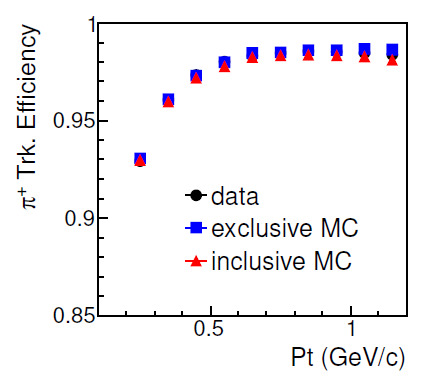 π+ Trk. Efficiency
1
0.95
0.9
0.85
data
exclusive MC
inclusive MC
0.5
1
Pt (GeV/c)